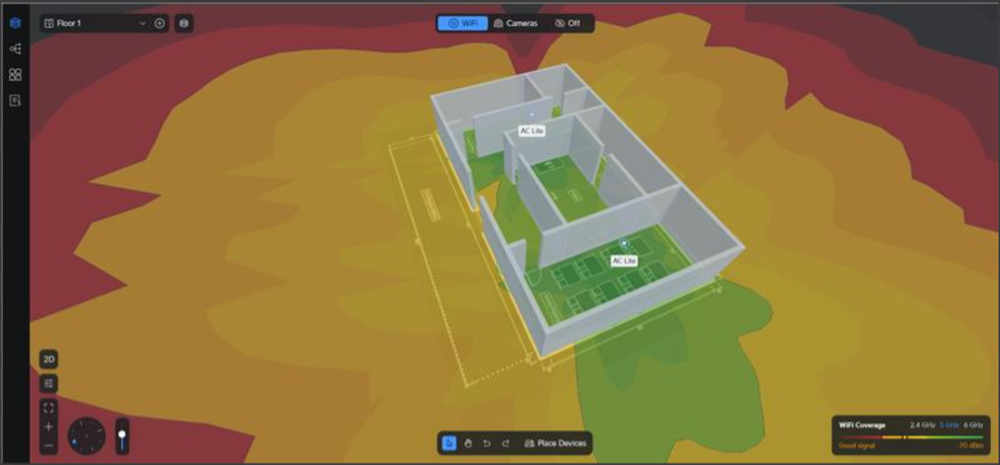 Floor 1
WiFi
Cameras
Off
AC Lite
AC Lite
2D
Place Devices
WiFi Coverage 2.4 GHz 5 GHz 6 GHz
Good signal -70 dBm